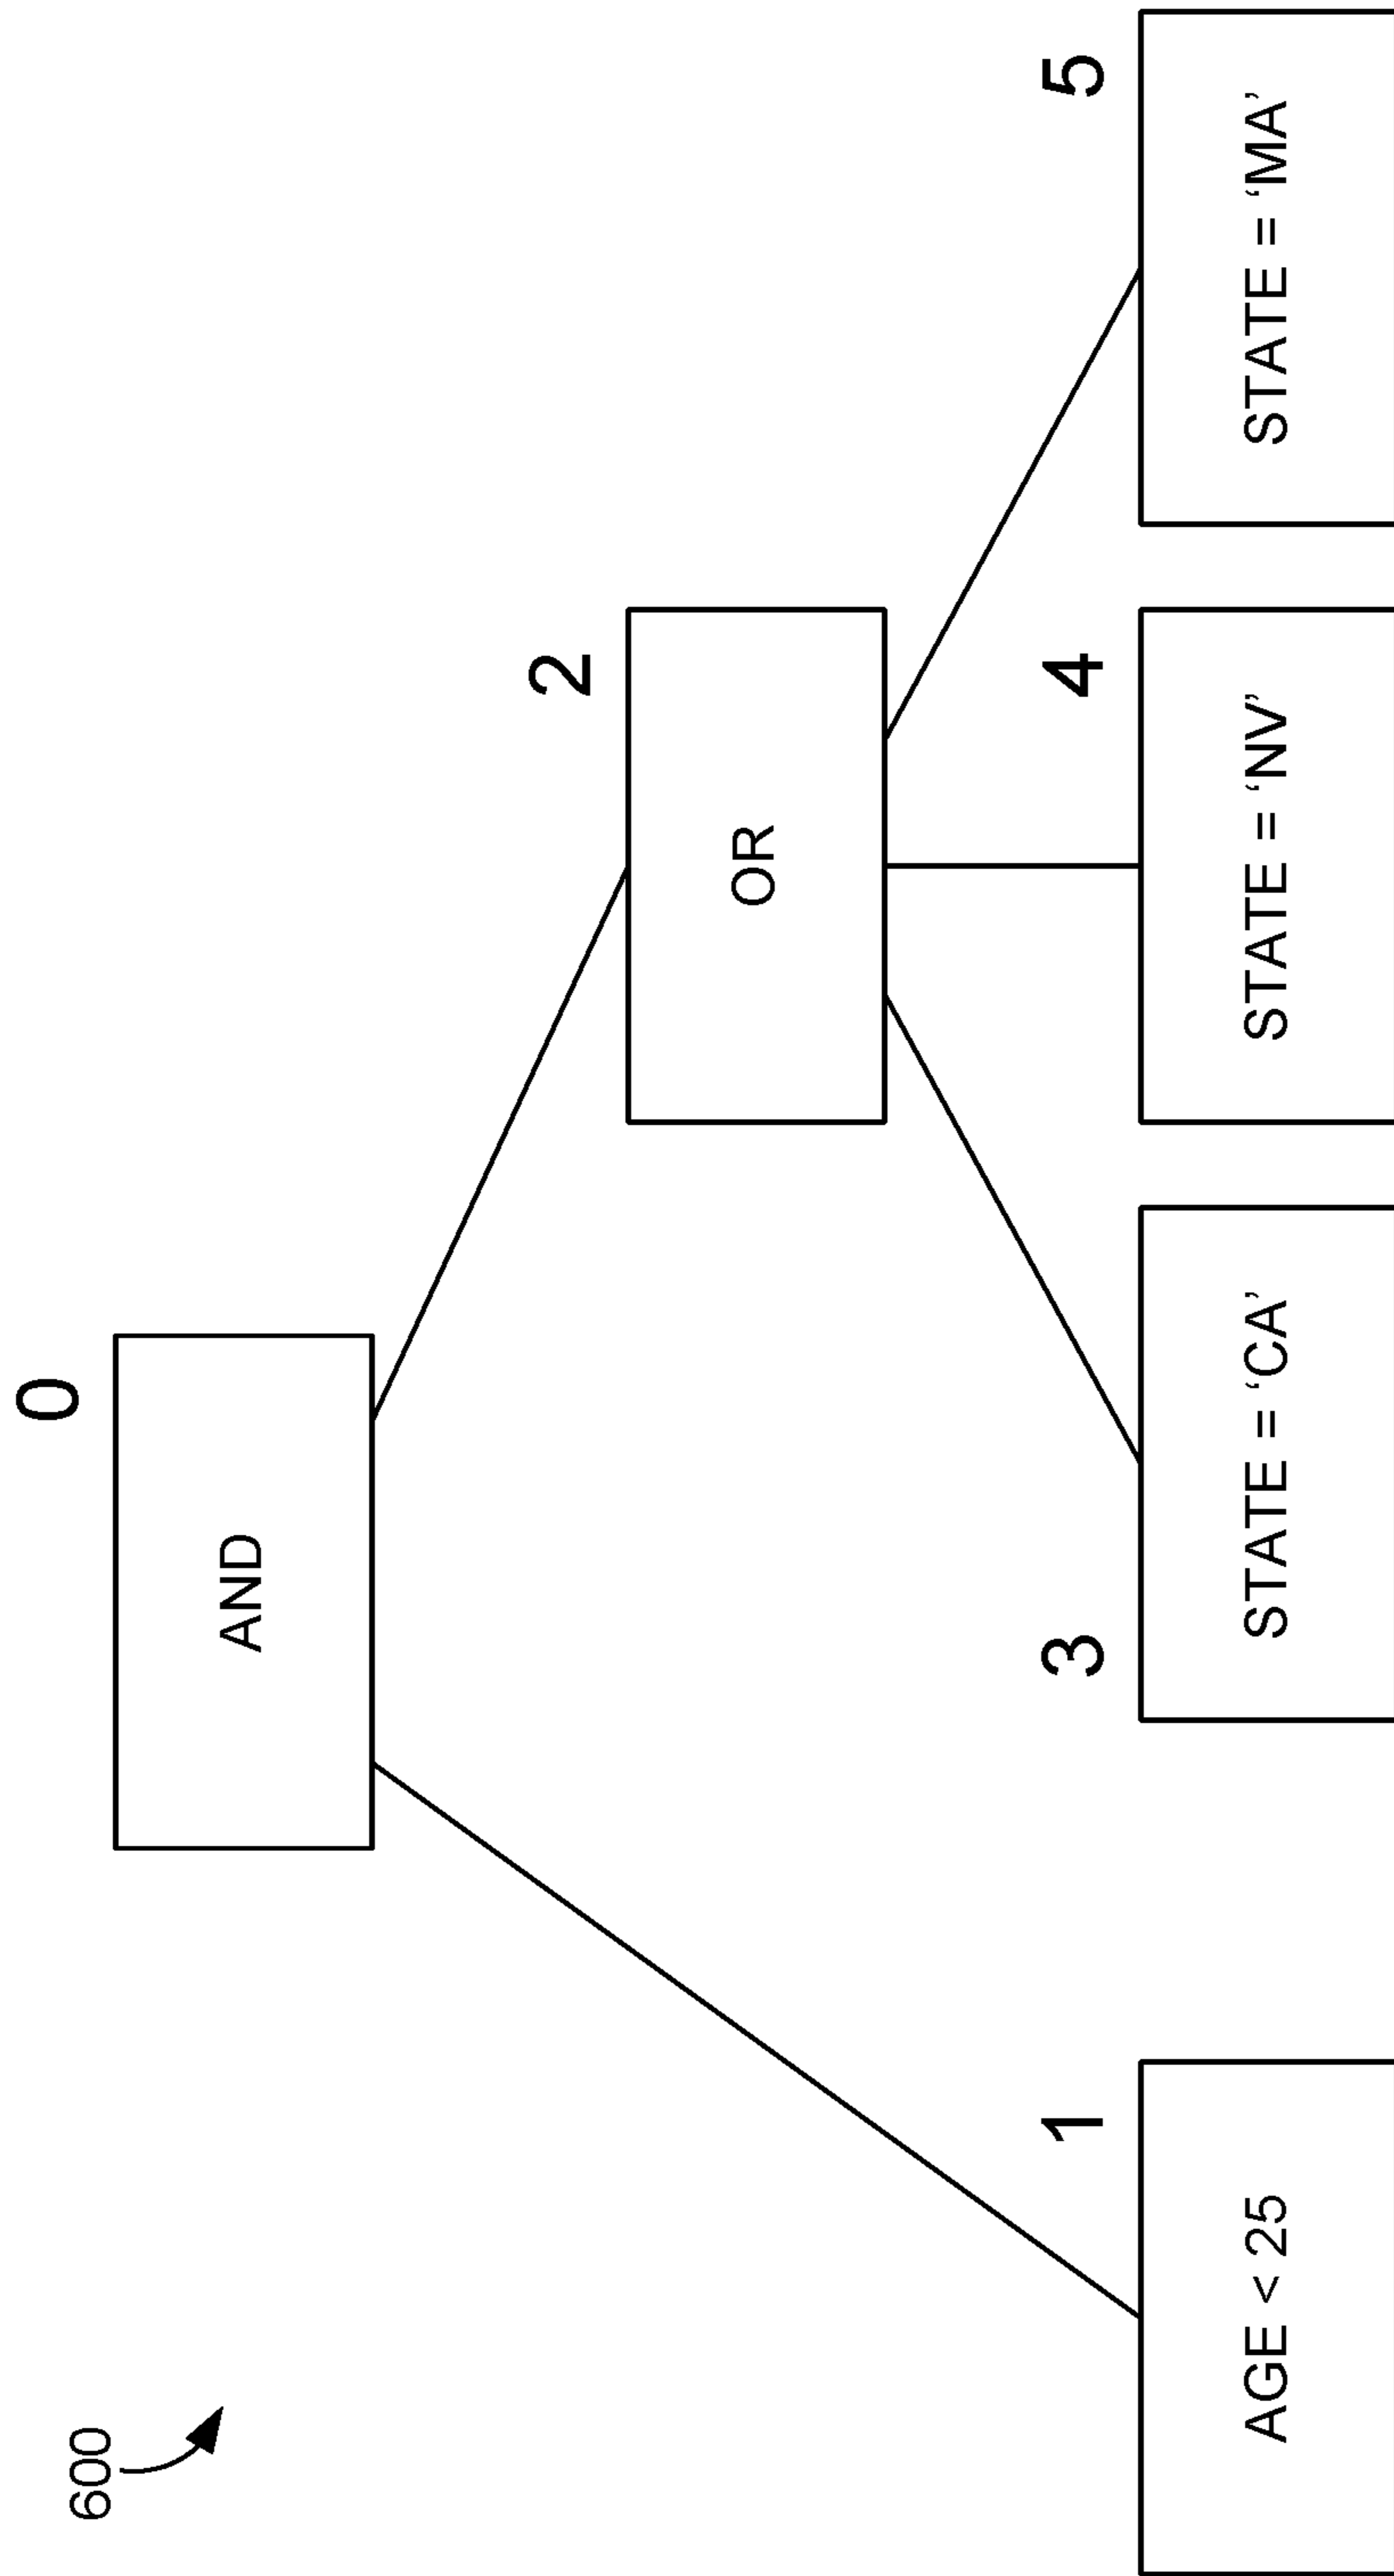 600
0
AND
2
OR
1
AGE < 25
3
STATE = ‘CA’
4
STATE = ‘NV’
5
STATE = ‘MA’